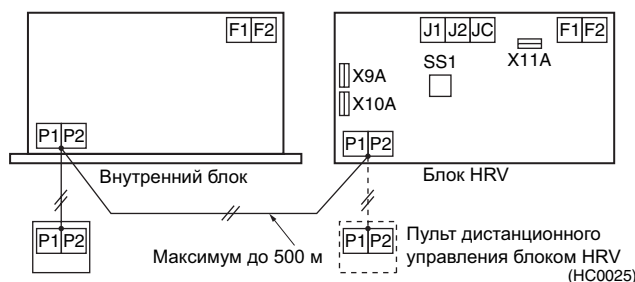 F1 F2
J1 J2 JC
F1 F2
SS1
X11A
X9A
X10A
P1 P2
P1 P2
Внутренний блок
Блок HRV
P1 P2
Максимум до 500 м
P1 P2
Пульт дистанционного
управления блоком HRV
(HC0025)